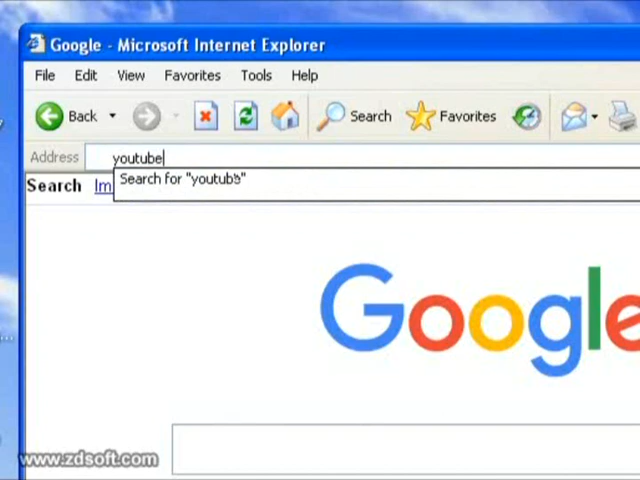 Google - Microsoft Internet Explorer
File Edit View Favorites Tools Help
Back Search Favorites
Address youtube
Search for "youtube"
Search Im
Google
www.zdsoft.com